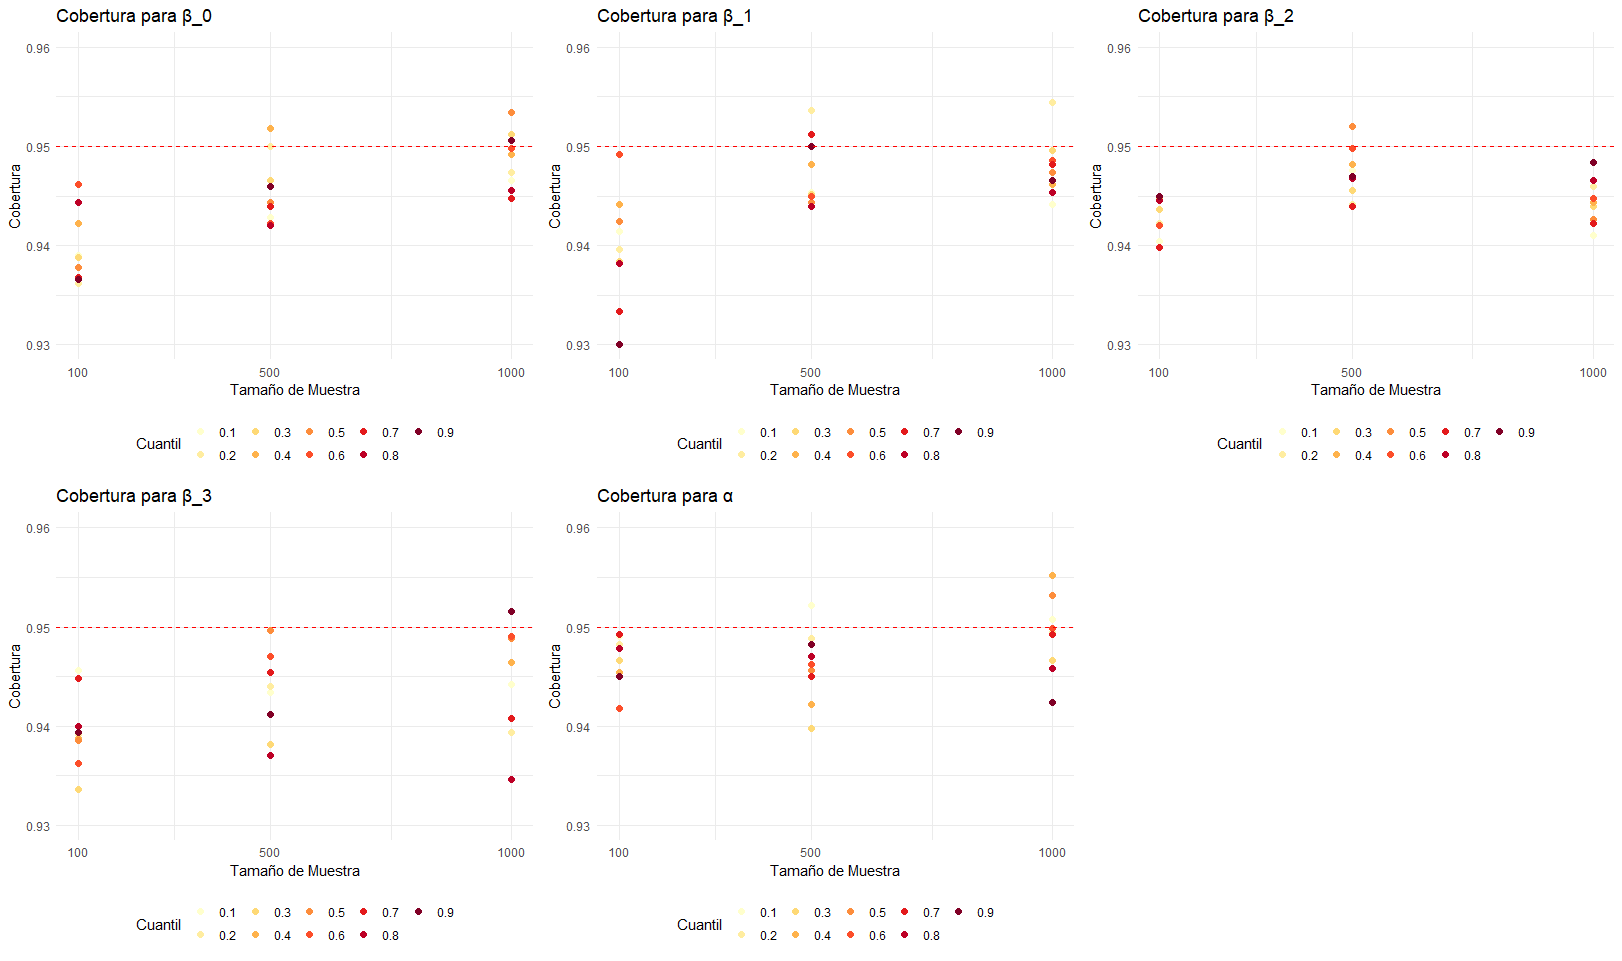 Cobertura para β_0
0.96
0.95
0.94
0.93
Cobertura
100 500 1000
Tamaño de Muestra
Cuantil 0.1 0.3 0.5 0.7 0.9
0.2 0.4 0.6 0.8
Cobertura para β_1
0.96
0.95
0.94
0.93
Cobertura
100 500 1000
Tamaño de Muestra
Cuantil 0.1 0.3 0.5 0.7 0.9
0.2 0.4 0.6 0.8
Cobertura para β_2
0.96
0.95
0.94
0.93
Cobertura
100 500 1000
Tamaño de Muestra
Cuantil 0.1 0.3 0.5 0.7 0.9
0.2 0.4 0.6 0.8
Cobertura para β_3
0.96
0.95
0.94
0.93
Cobertura
100 500 1000
Tamaño de Muestra
Cuantil 0.1 0.3 0.5 0.7 0.9
0.2 0.4 0.6 0.8
Cobertura para α
0.96
0.95
0.94
0.93
Cobertura
100 500 1000
Tamaño de Muestra
Cuantil 0.1 0.3 0.5 0.7 0.9
0.2 0.4 0.6 0.8